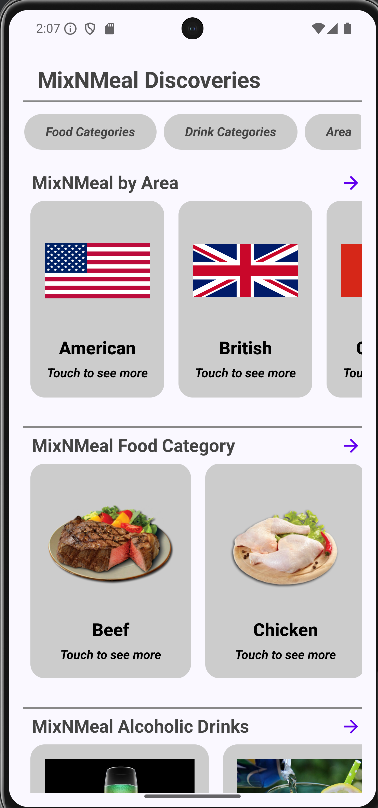 2:07
MixNMeal Discoveries
Food Categories Drink Categories Area
MixNMeal by Area
American British
Touch to see more Touch to see more Tou
MixNMeal Food Category
Beef Chicken
Touch to see more Touch to see more
MixNMeal Alcoholic Drinks